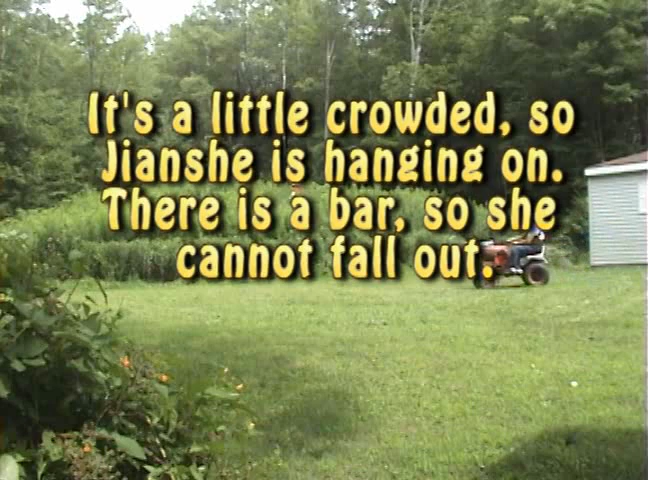 It's a little crowded, so
Jianshe is hanging on.
There is a bar, so she
cannot fall out.